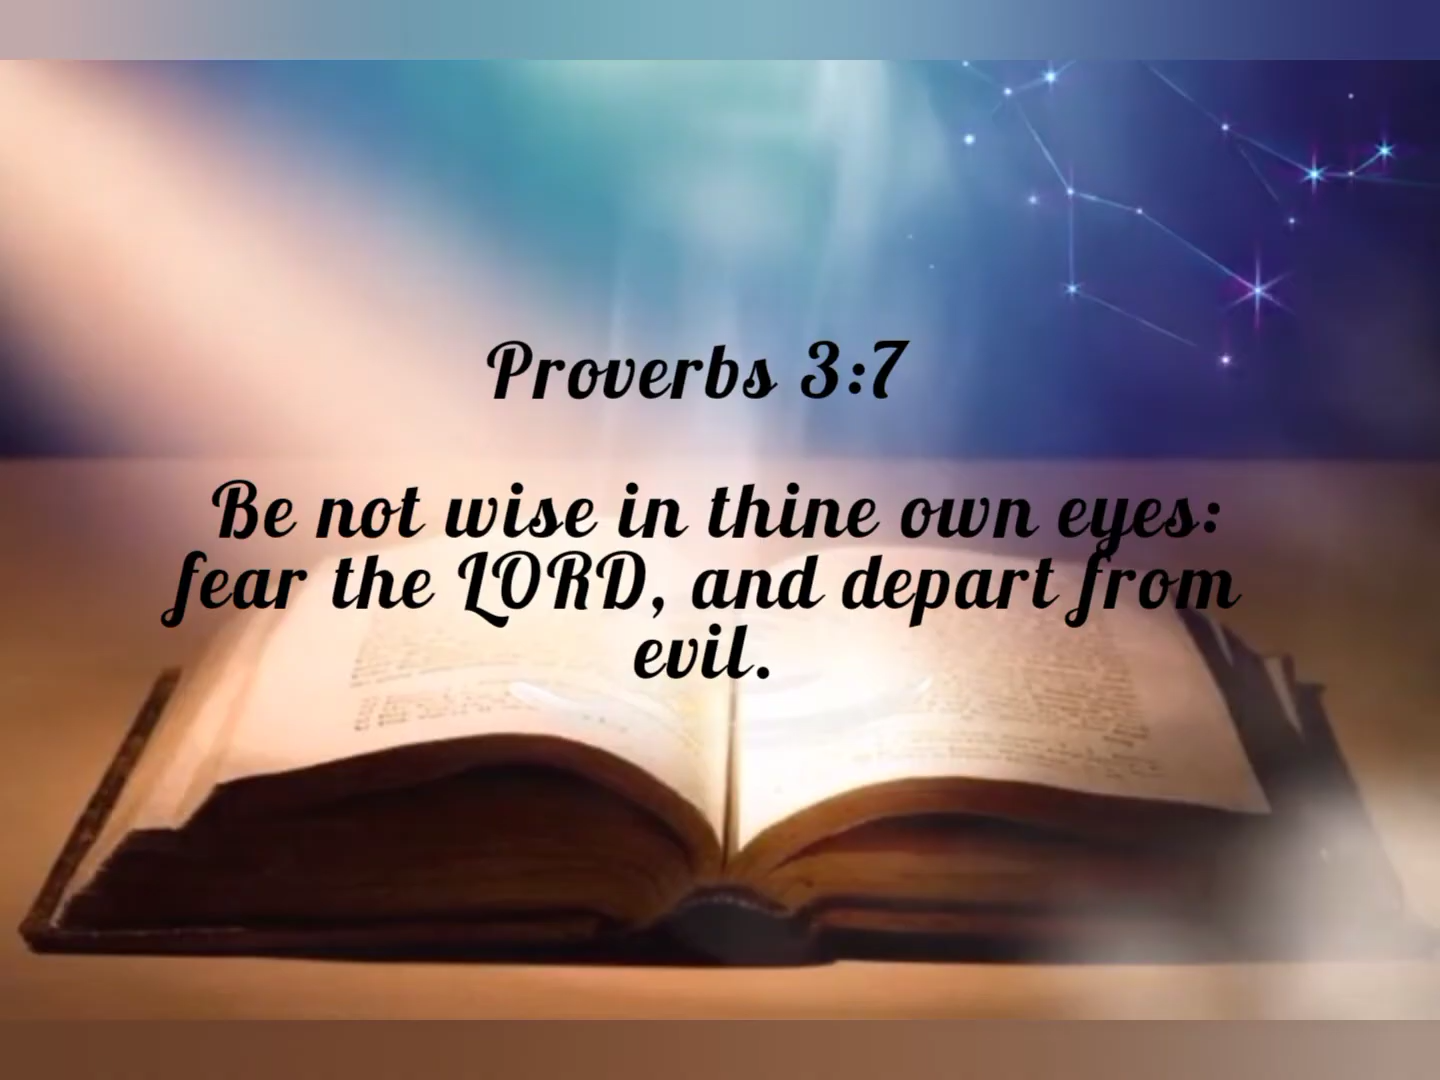 Proverbs 3:7
Be not wise in thine own eyes:
fear the LORD, and depart from
evil.